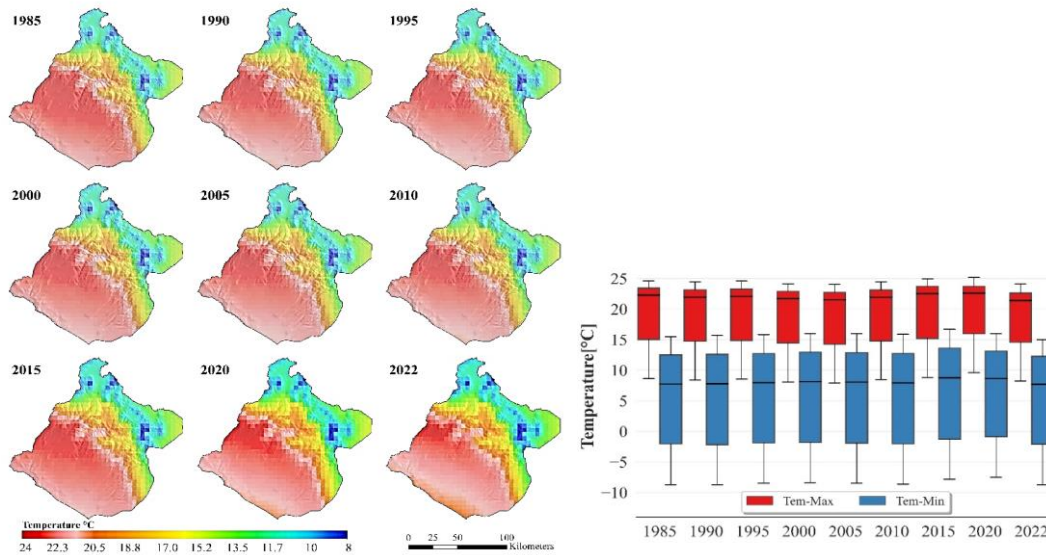 1985 1990 1995
2000 2005 2010
2015 2020 2022
Temperature °C
24 22.3 20.5 18.8 17.0 15.2 13.5 11.7 10 8
0 25 50 100
Kilometers
Temperature[°C]
25
20
15
10
5
0
−5
−10
Tem-Max Tem-Min
1985 1990 1995 2000 2005 2010 2015 2020 2022